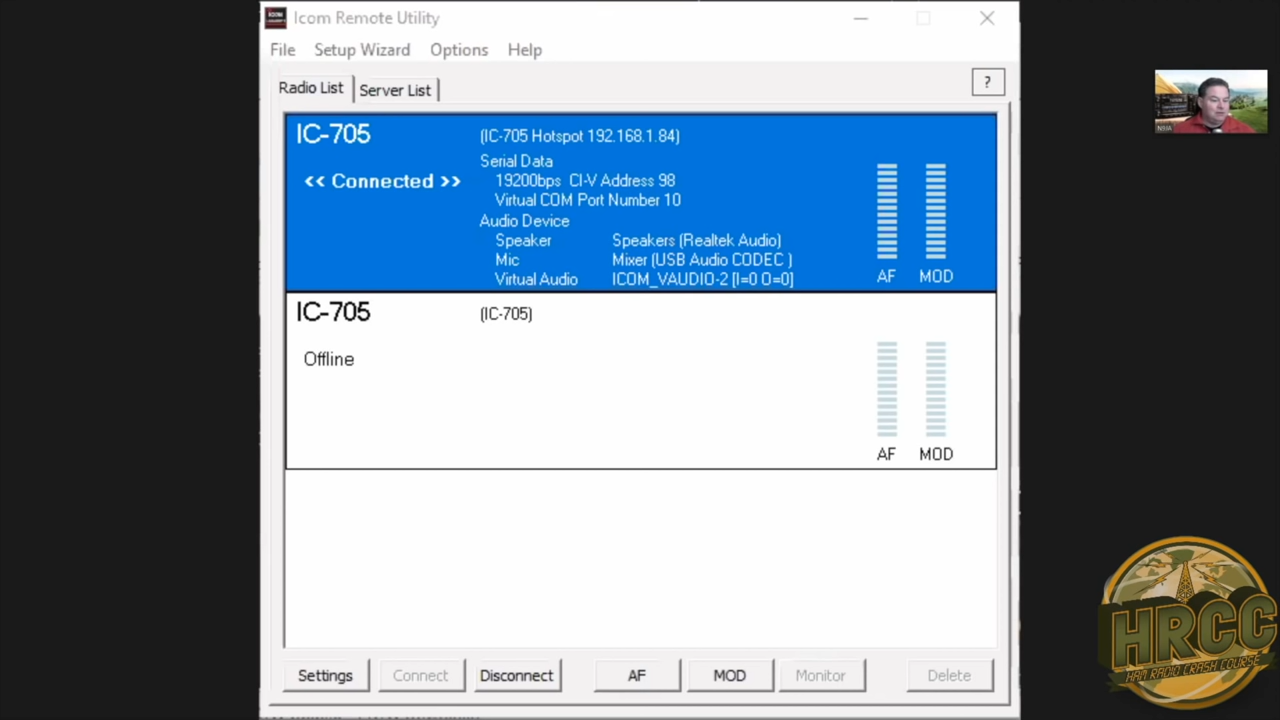 Icom Remote Utility
File Setup Wizard Options Help
Radio List Server List ?
IC-705 (IC-705 Hotspot 192.168.1.84)
<< Connected >>
Serial Data
19200bps CI-V Address 98
Virtual COM Port Number 10
Audio Device
Speaker Speakers (Realtek Audio)
Mic Mixer (USB Audio CODEC )
Virtual Audio ICOM_VAUDIO-2 [I=0 O=0]
AF MOD
IC-705 (IC-705)
Offline
AF MOD
Settings Connect Disconnect AF MOD Monitor Delete
HRCC
HAM RADIO CRASH COURSE